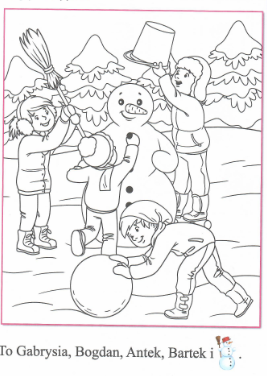 To Gabrysia, Bogdan, Antek, Bartek i .